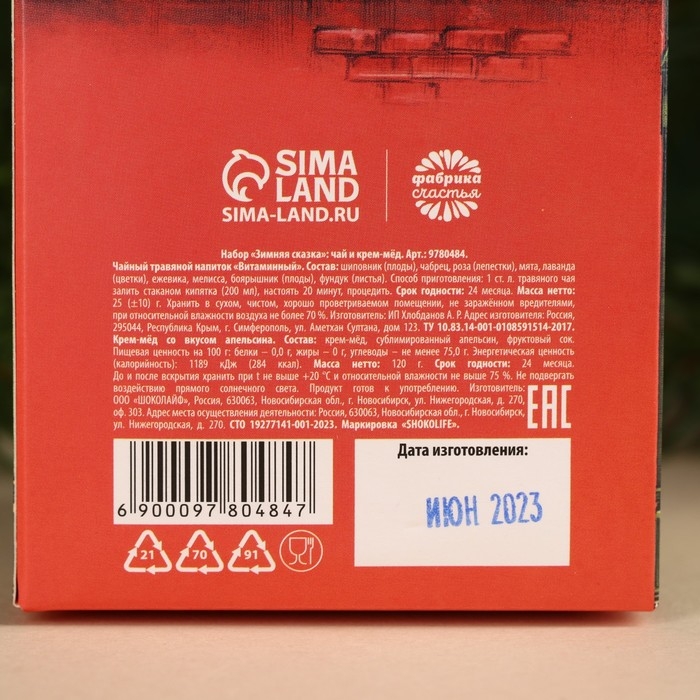 SIMA
LAND
SIMA-LAND.RU
фабрика
счастья
Набор «Зимняя сказка»: чай и крем-мёд. Арт.: 9780484.
Чайный травяной напиток «Витаминный». Состав: шиповник (плоды), чабрец, роза (лепестки), мята, лаванда
(цветки), ежевика, мелисса, боярышник (плоды), фундук (листья). Способ приготовления: 1 ст. л. травяного чая
залить стаканом кипятка (200 мл), настоять 20 минут, процедить. Срок годности: 24 месяца. Масса нетто:
25 (±10) г. Хранить в сухом, чистом, хорошо проветриваемом помещении, не заражённом вредителями,
при относительной влажности воздуха не более 70 %. Изготовитель: ИП Хлобданов А. Р. Адрес изготовителя: Россия,
295044, Республика Крым, г. Симферополь, ул. Аметхан Султана, дом 123. ТУ 10.83.14-001-0108591514-2017.
Крем-мёд со вкусом апельсина. Состав: крем-мёд, сублимированный апельсин, фруктовый сок.
Пищевая ценность на 100 г: белки – 0,0 г, жиры – 0 г, углеводы – не менее 75,0 г. Энергетическая ценность
(калорийность): 1189 кДж (284 ккал). Масса нетто: 120 г. Срок годности: 24 месяца.
До и после вскрытия хранить при t не выше +20 °С и относительной влажности не выше 75 %. Не подвергать
воздействию прямого солнечного света. Продукт готов к употреблению. Изготовитель:
ООО «ШОКОЛАЙФ», Россия, 630063, Новосибирская обл., г. Новосибирск, ул. Нижегородская, д. 270,
оф. 303. Адрес места осуществления деятельности: Россия, 630063, Новосибирская обл., г. Новосибирск,
ул. Нижегородская, д. 270. СТО 19277141-001-2023. Маркировка «SHOKOLIFE».
EAC
6 900097 804847
Дата изготовления:
ИЮН 2023
21
70
91